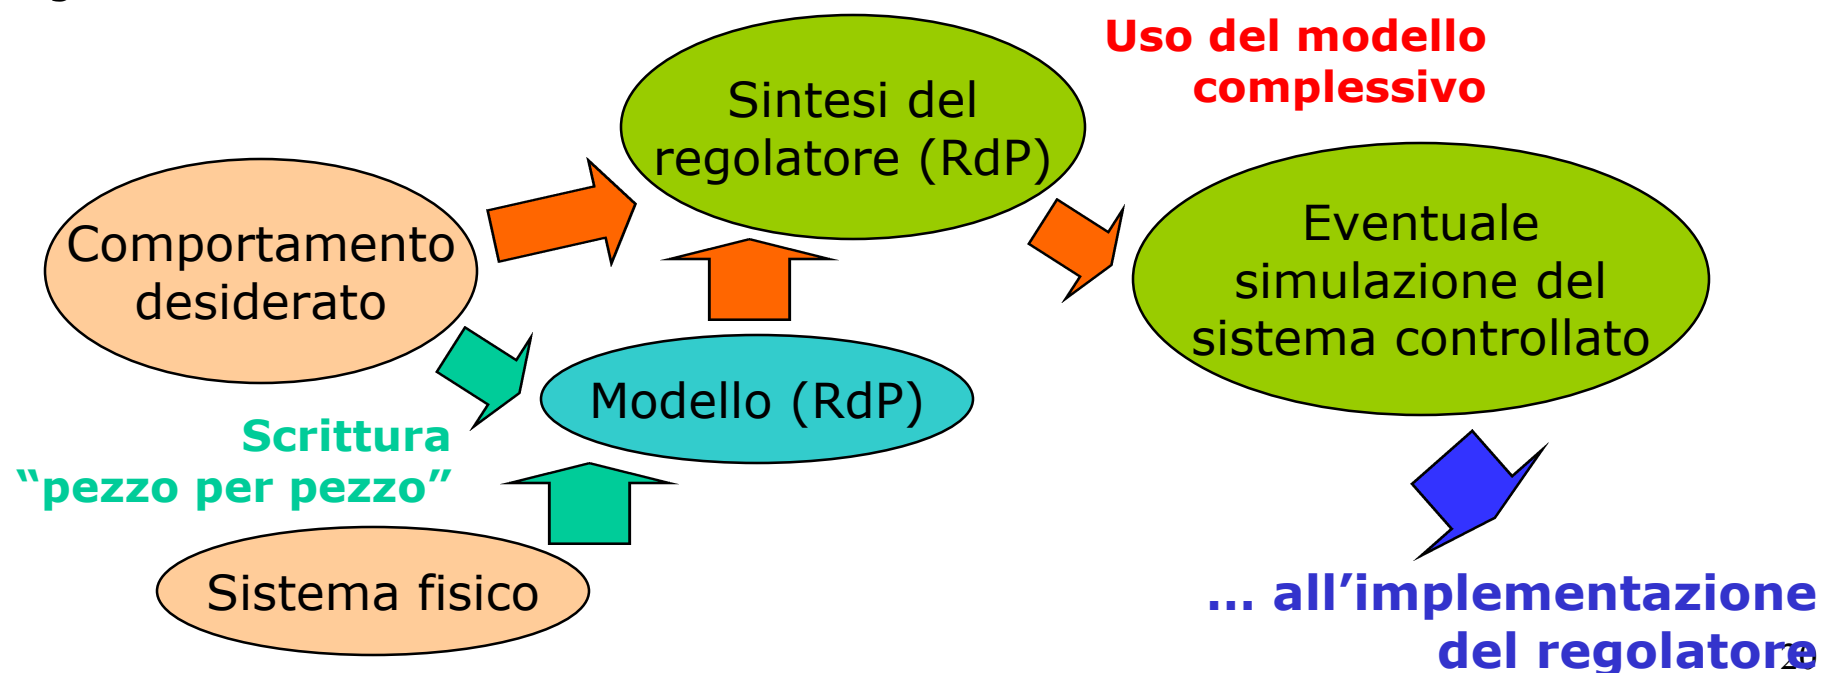 Uso del modello
complessivo
Sintesi del
regolatore (RdP)
Comportamento
desiderato
Eventuale
simulazione del
sistema controllato
Modello (RdP)
Scrittura
“pezzo per pezzo”
Sistema fisico
... all’implementazione
del regolatore